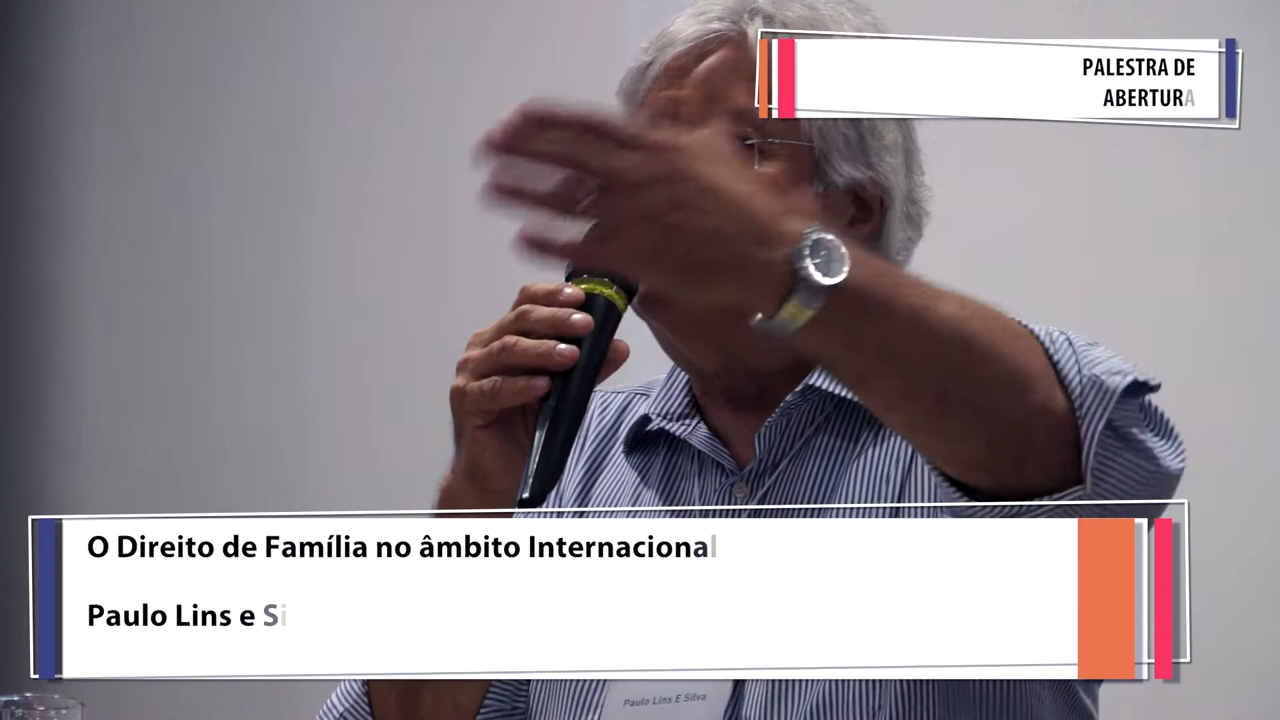 PALESTRA DE
ABERTURA
O Direito de Família no âmbito Internacional
Paulo Lins e Si
Paulo Lins E Silva